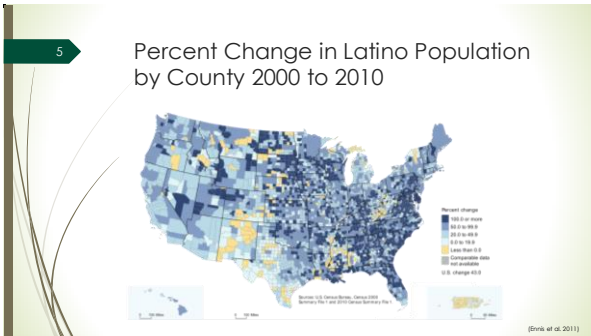 5
Percent Change in Latino Population
by County 2000 to 2010
Percent change
100.0 or more
50.0 to 99.9
25.0 to 49.9
0.0 to 19.9
Less than 0.0
Comparable data
not available
U.S. change 43.0
Sources: U.S. Census Bureau, Census 2000
Summary File 1 and 2010 Census Summary File 1
(Ennis et al. 2011)